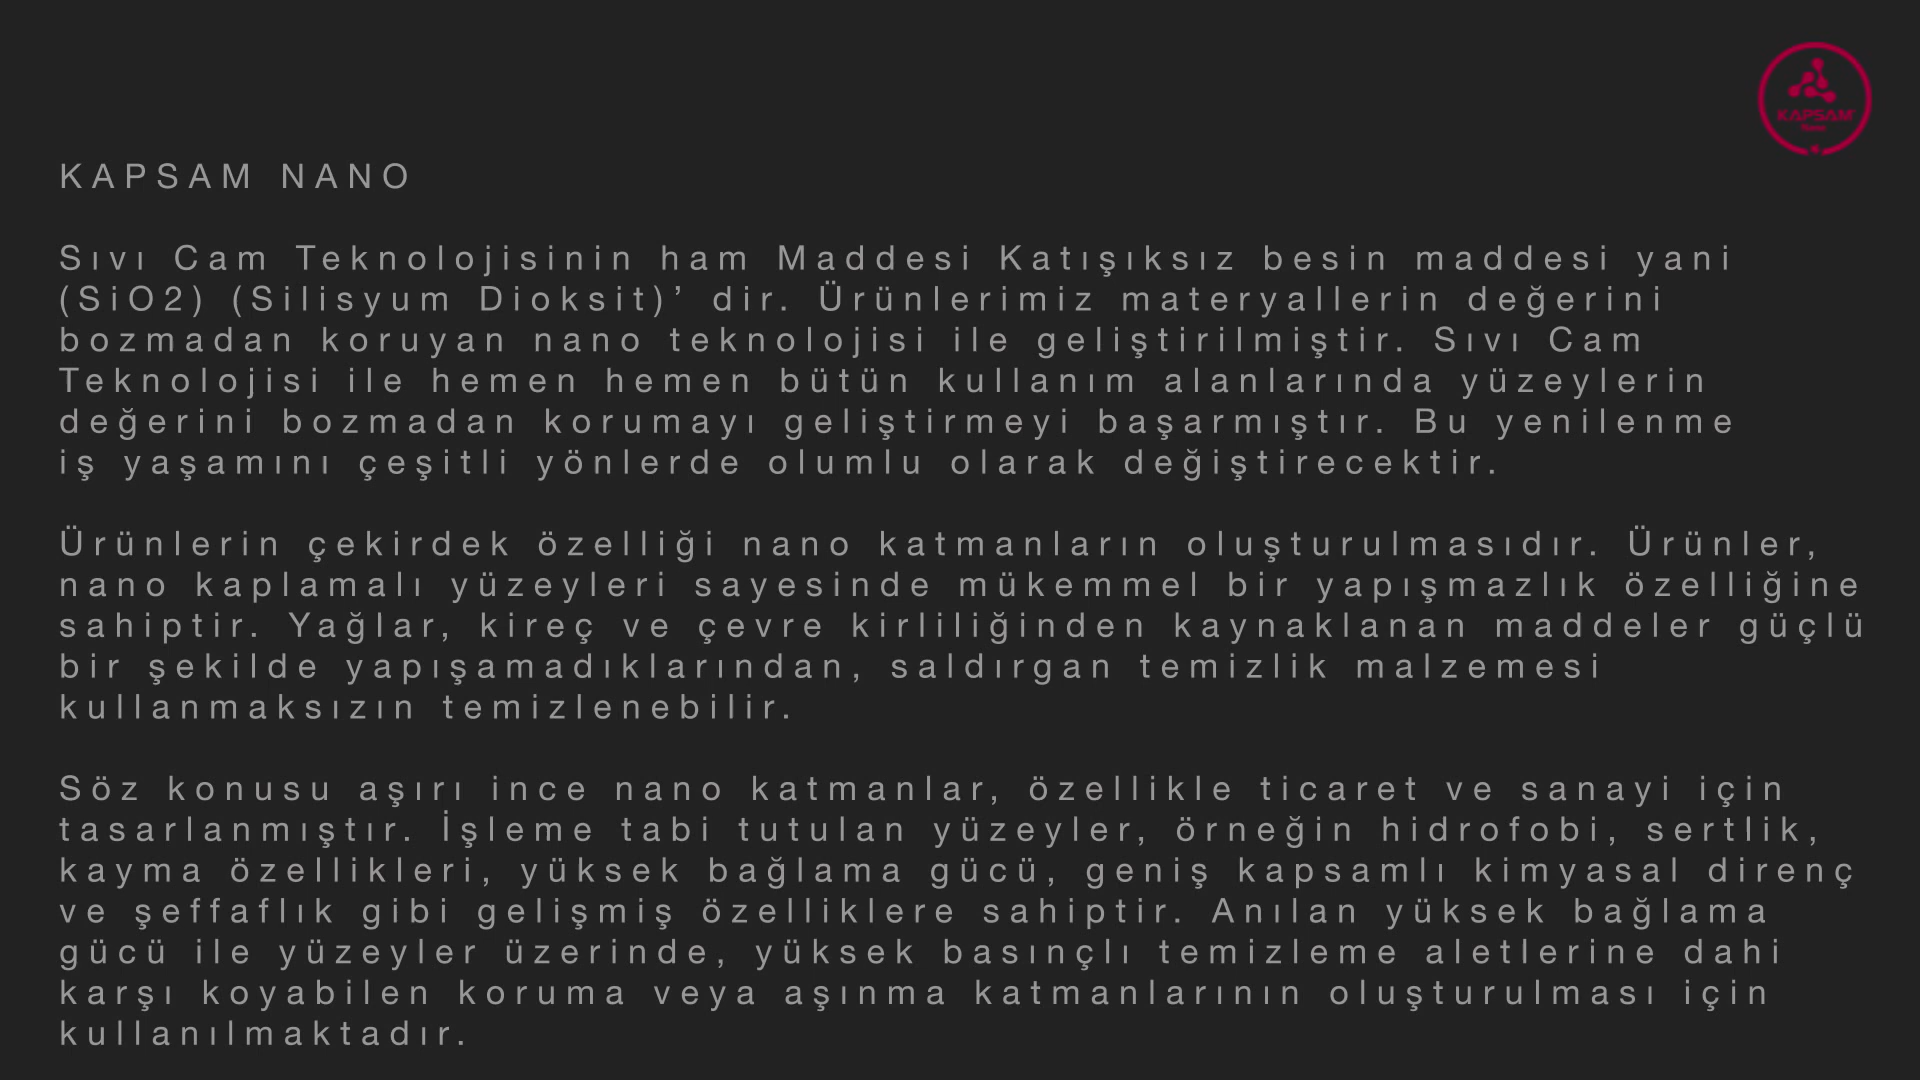 KAPSAM
Nano
KAPSAM NANO
Sıvı Cam Teknolojisinin ham Maddesi Katışıksız besin maddesi yani
(SiO2) (Silisyum Dioksit)’ dir. Ürünlerimiz materyallerin değerini
bozmadan koruyan nano teknolojisi ile geliştirilmiştir. Sıvı Cam
Teknolojisi ile hemen hemen bütün kullanım alanlarında yüzeylerin
değerini bozmadan korumayı geliştirmeyi başarmıştır. Bu yenilenme
iş yaşamını çeşitli yönlerde olumlu olarak değiştirecektir.
Ürünlerin çekirdek özelliği nano katmanların oluşturulmasıdır. Ürünler,
nano kaplamalı yüzeyleri sayesinde mükemmel bir yapışmazlık özelliğine
sahiptir. Yağlar, kireç ve çevre kirliliğinden kaynaklanan maddeler güçlü
bir şekilde yapışamadıklarından, saldırgan temizlik malzemesi
kullanmaksızın temizlenebilir.
Söz konusu aşırı ince nano katmanlar, özellikle ticaret ve sanayi için
tasarlanmıştır. İşleme tabi tutulan yüzeyler, örneğin hidrofobi, sertlik,
kayma özellikleri, yüksek bağlama gücü, geniş kapsamlı kimyasal direnç
ve şeffaflık gibi gelişmiş özelliklere sahiptir. Anılan yüksek bağlama
gücü ile yüzeyler üzerinde, yüksek basınçlı temizleme aletlerine dahi
karşı koyabilen koruma veya aşınma katmanlarının oluşturulması için
kullanılmaktadır.